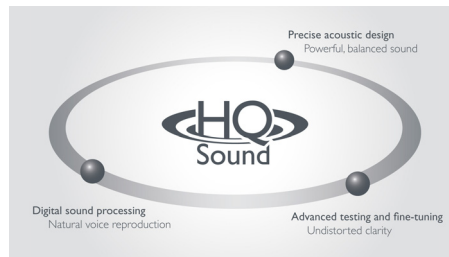 Precise acoustic design
Powerful, balanced sound
HQ
Sound
Digital sound processing
Natural voice reproduction
Advanced testing and fine-tuning
Undistorted clarity